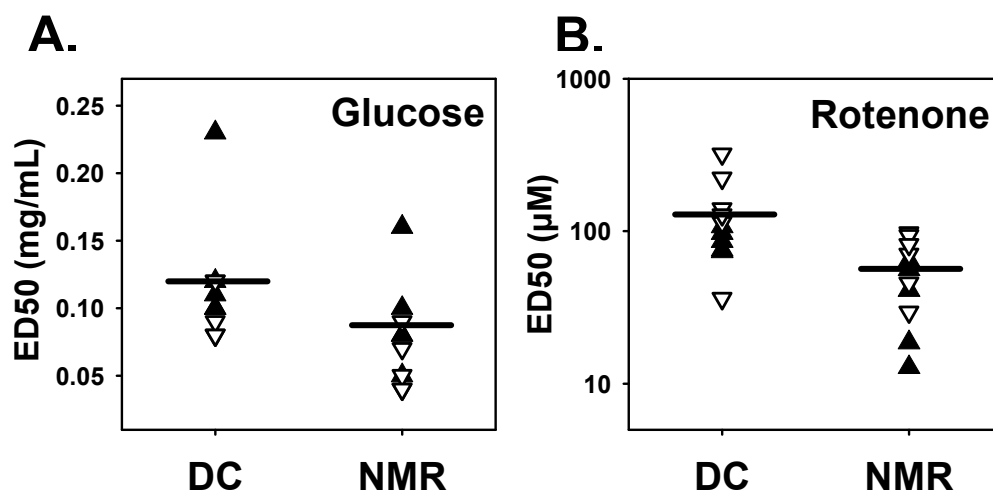 A.
Glucose
ED50 (mg/mL)
0.25
0.20
0.15
0.10
0.05
DC
NMR
B.
Rotenone
ED50 (µM)
1000
100
10
DC
NMR